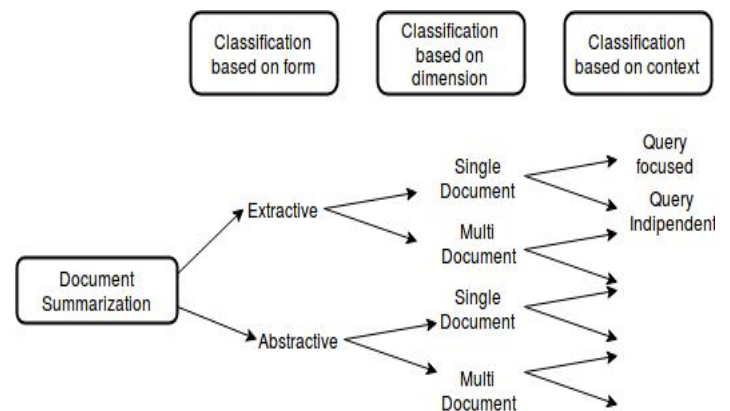 Classification
based on form
Classification
based on
dimension
Classification
based on context
Query
focused
Single
Document
Query
Indipendent
Extractive
Multi
Document
Document
Summarization
Single
Document
Abstractive
Multi
Document